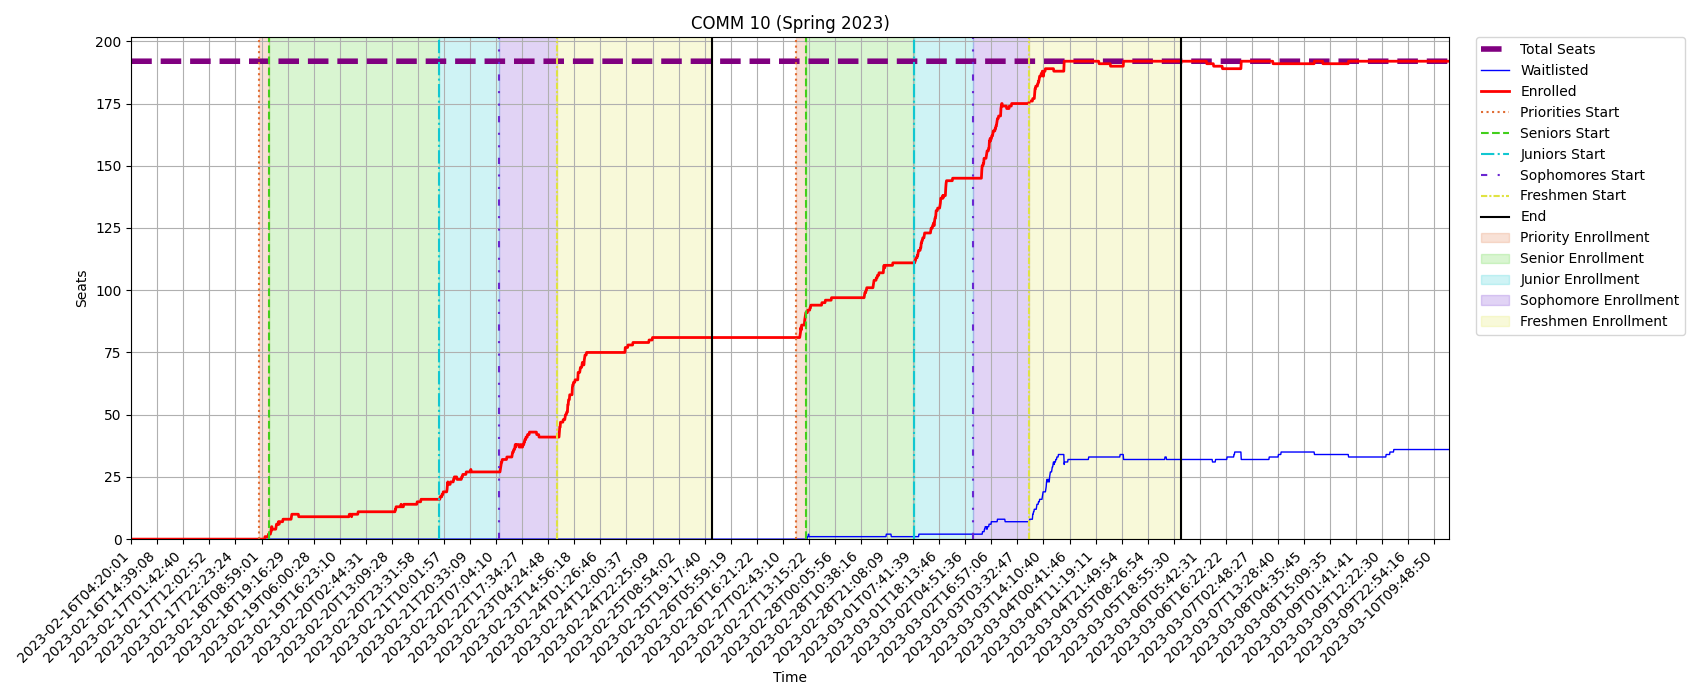 COMM 10 (Spring 2023)
200
175
150
125
100
75
50
25
0
Seats
2023-02-16T04:20:01
2023-02-16T14:39:08
2023-02-17T01:42:40
2023-02-17T12:02:52
2023-02-17T22:23:24
2023-02-18T08:59:01
2023-02-18T19:16:29
2023-02-19T06:00:28
2023-02-19T16:23:10
2023-02-20T02:44:31
2023-02-20T13:09:28
2023-02-20T23:31:58
2023-02-21T10:01:57
2023-02-21T20:33:09
2023-02-22T07:04:10
2023-02-22T17:34:27
2023-02-23T04:24:48
2023-02-23T14:56:18
2023-02-24T01:26:46
2023-02-24T12:00:37
2023-02-24T22:25:09
2023-02-25T08:54:02
2023-02-25T19:17:40
2023-02-26T05:59:19
2023-02-26T16:21:22
2023-02-27T02:43:10
2023-02-27T13:15:22
2023-02-28T00:05:56
2023-02-28T10:38:16
2023-02-28T21:08:09
2023-03-01T07:41:39
2023-03-01T18:13:46
2023-03-02T04:51:36
2023-03-02T16:57:06
2023-03-03T03:32:47
2023-03-03T14:10:40
2023-03-04T00:41:46
2023-03-04T11:19:11
2023-03-04T21:49:54
2023-03-05T08:26:54
2023-03-05T18:55:30
2023-03-06T05:42:31
2023-03-06T16:22:22
2023-03-07T02:48:27
2023-03-07T13:28:40
2023-03-08T04:35:45
2023-03-08T15:09:35
2023-03-09T01:41:41
2023-03-09T12:22:30
2023-03-09T22:54:16
2023-03-10T09:48:50
Time
Total Seats
Waitlisted
Enrolled
Priorities Start
Seniors Start
Juniors Start
Sophomores Start
Freshmen Start
End
Priority Enrollment
Senior Enrollment
Junior Enrollment
Sophomore Enrollment
Freshmen Enrollment